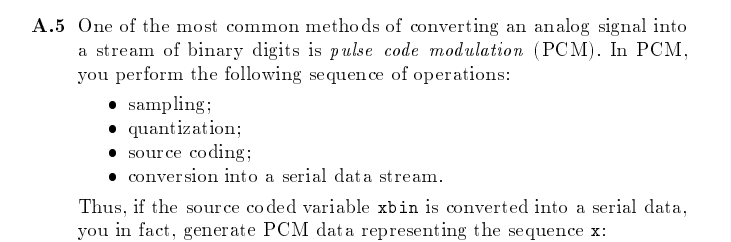 A.5 One of the most common methods of converting an analog signal into
a stream of binary digits is pulse code modulation (PCM). In PCM,
you perform the following sequence of operations:
• sampling;
• quantization;
• source coding;
• conversion into a serial data stream.
Thus, if the source coded variable xbin is converted into a serial data,
you in fact, generate PCM data representing the sequence x: